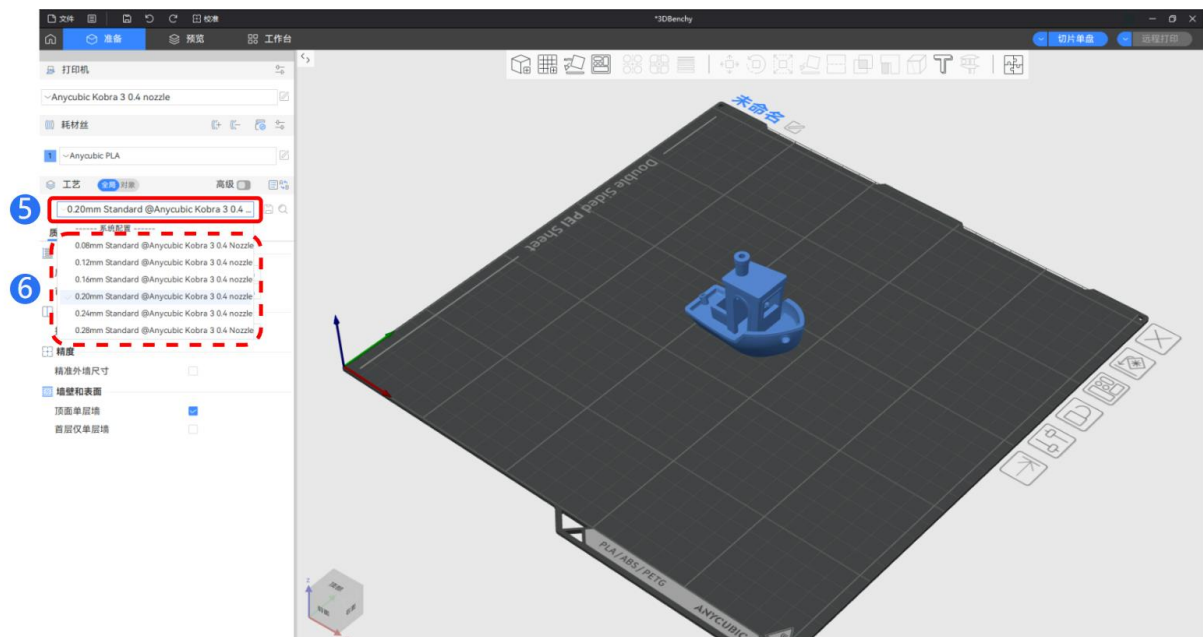 文件
校准
*3DBenchy
准备
预览
工作台
切片单盘
远程打印
打印机
Anycubic Kobra 3 0.4 nozzle
耗材丝
1 Anycubic PLA
工艺 全局 对象 高级
5 0.20mm Standard @Anycubic Kobra 3 0.4 ...
------ 系统配置 ------
0.08mm Standard @Anycubic Kobra 3 0.4 Nozzle
0.12mm Standard @Anycubic Kobra 3 0.4 nozzle
0.16mm Standard @Anycubic Kobra 3 0.4 nozzle
6 0.20mm Standard @Anycubic Kobra 3 0.4 nozzle
0.24mm Standard @Anycubic Kobra 3 0.4 nozzle
0.28mm Standard @Anycubic Kobra 3 0.4 Nozzle
精度
精准外墙尺寸
墙壁和表面
顶面单层墙
首层仅单层墙
未命名
Double Sided PEI Sheet
PLA/ABS/PETG
ANYCUBIC